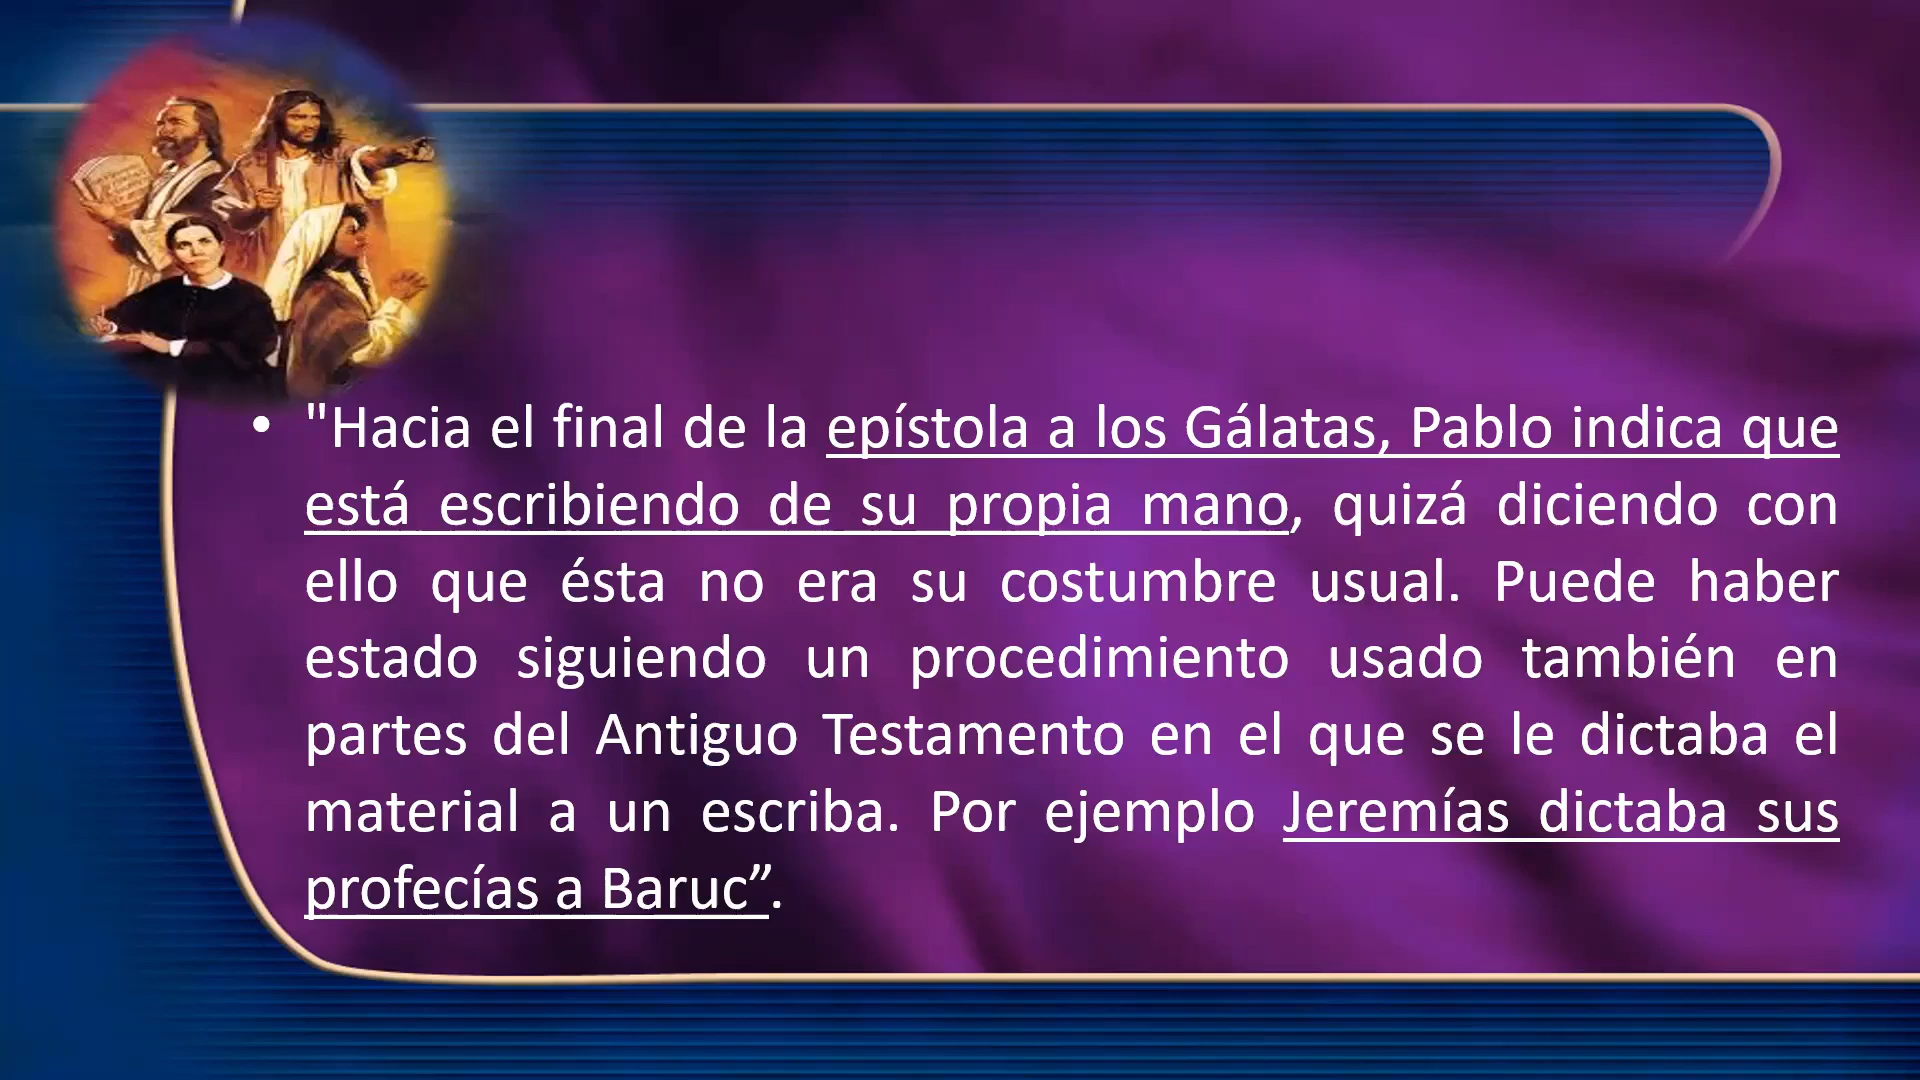 • "Hacia el final de la epístola a los Gálatas, Pablo indica que
está escribiendo de su propia mano, quizá diciendo con
ello que ésta no era su costumbre usual. Puede haber
estado siguiendo un procedimiento usado también en
partes del Antiguo Testamento en el que se le dictaba el
material a un escriba. Por ejemplo Jeremías dictaba sus
profecías a Baruc”.